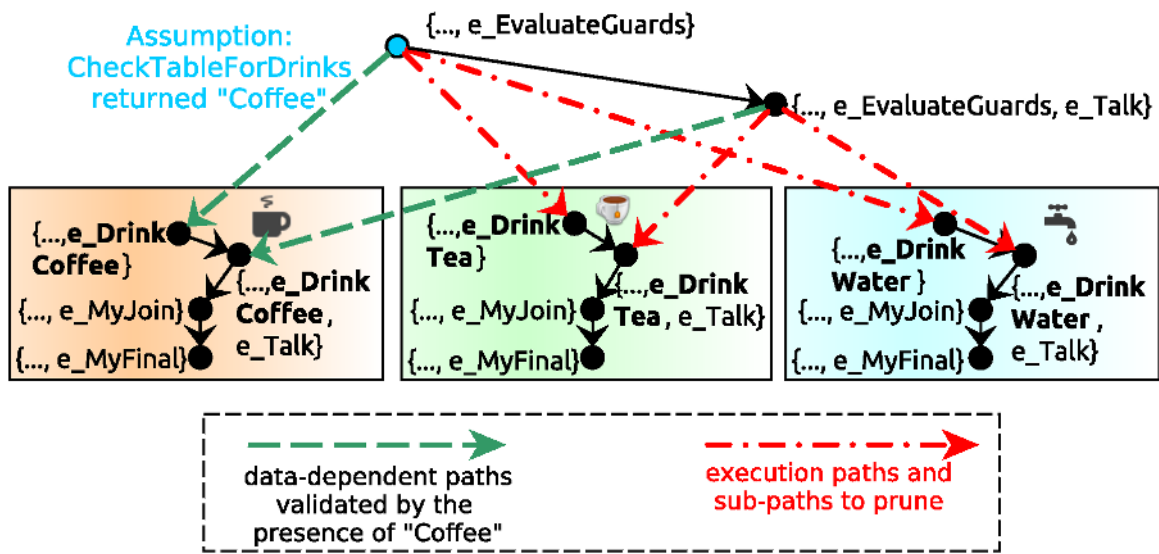 Assumption:
CheckTableForDrinks
returned "Coffee"
{..., e_EvaluateGuards}
{..., e_EvaluateGuards, e_Talk}
{...,e_Drink
Coffee}
{...,e_Drink
Coffee,
e_Talk}
{..., e_MyJoin}
{..., e_MyFinal}
{...,e_Drink
Tea}
{...,e_Drink
Tea, e_Talk}
{..., e_MyJoin}
{..., e_MyFinal}
{...,e_Drink
Water}
{...,e_Drink
Water,
e_Talk}
{..., e_MyJoin}
{..., e_MyFinal}
data-dependent paths
validated by the
presence of "Coffee"
execution paths and
sub-paths to prune